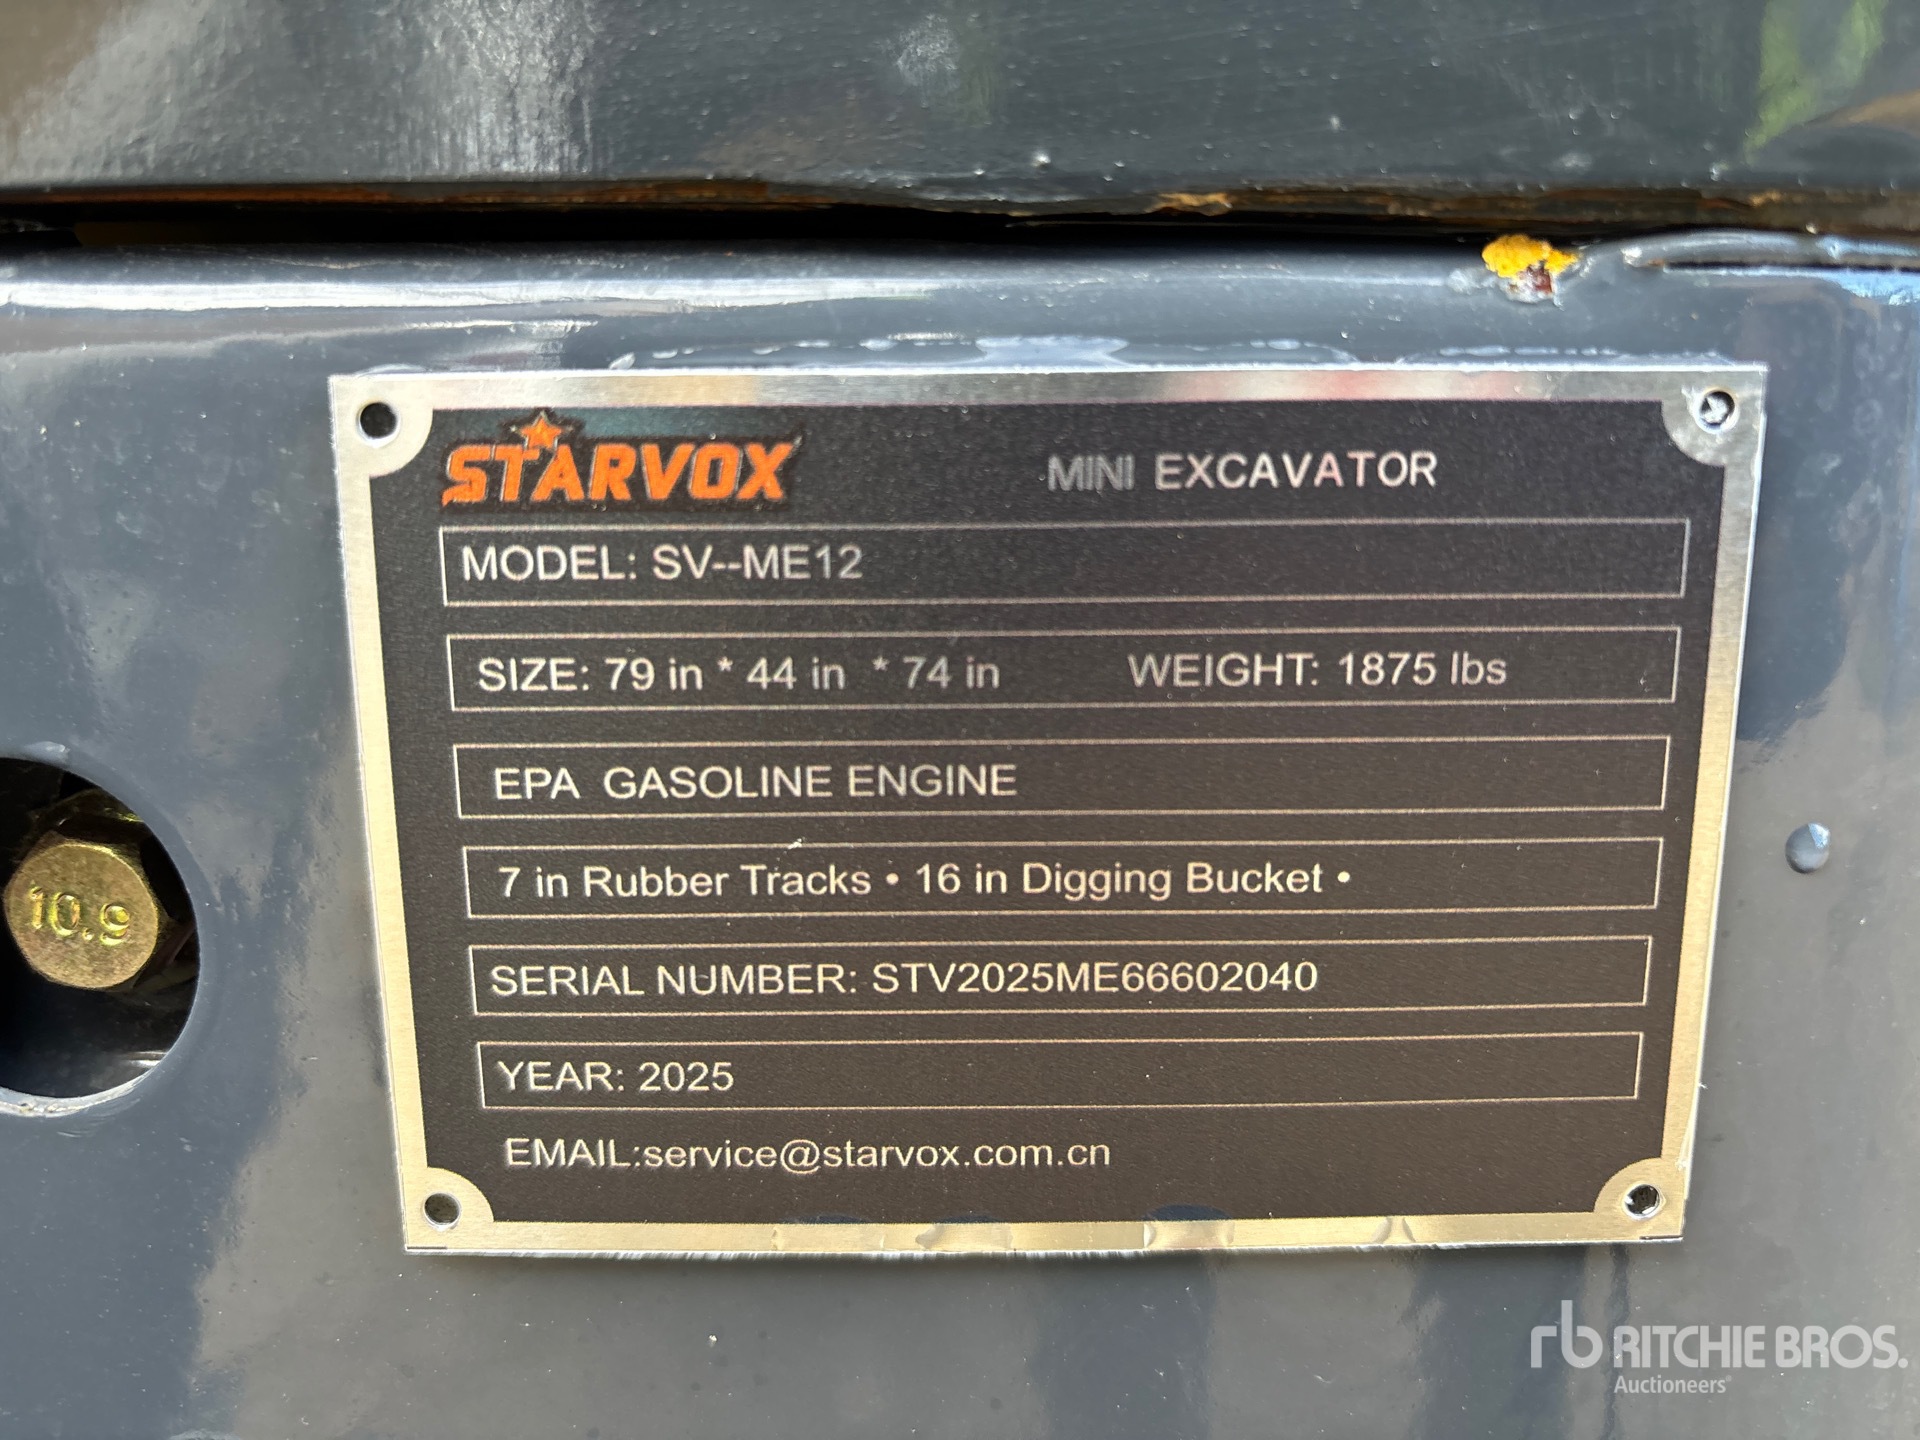 STARVOX
MINI EXCAVATOR
MODEL: SV--ME12
SIZE: 79 in * 44 in * 74 in WEIGHT: 1875 lbs
EPA GASOLINE ENGINE
7 in Rubber Tracks • 16 in Digging Bucket •
SERIAL NUMBER: STV2025ME66602040
YEAR: 2025
EMAIL:service@starvox.com.cn
10.9
rb RITCHIE BROS.
Auctioneers